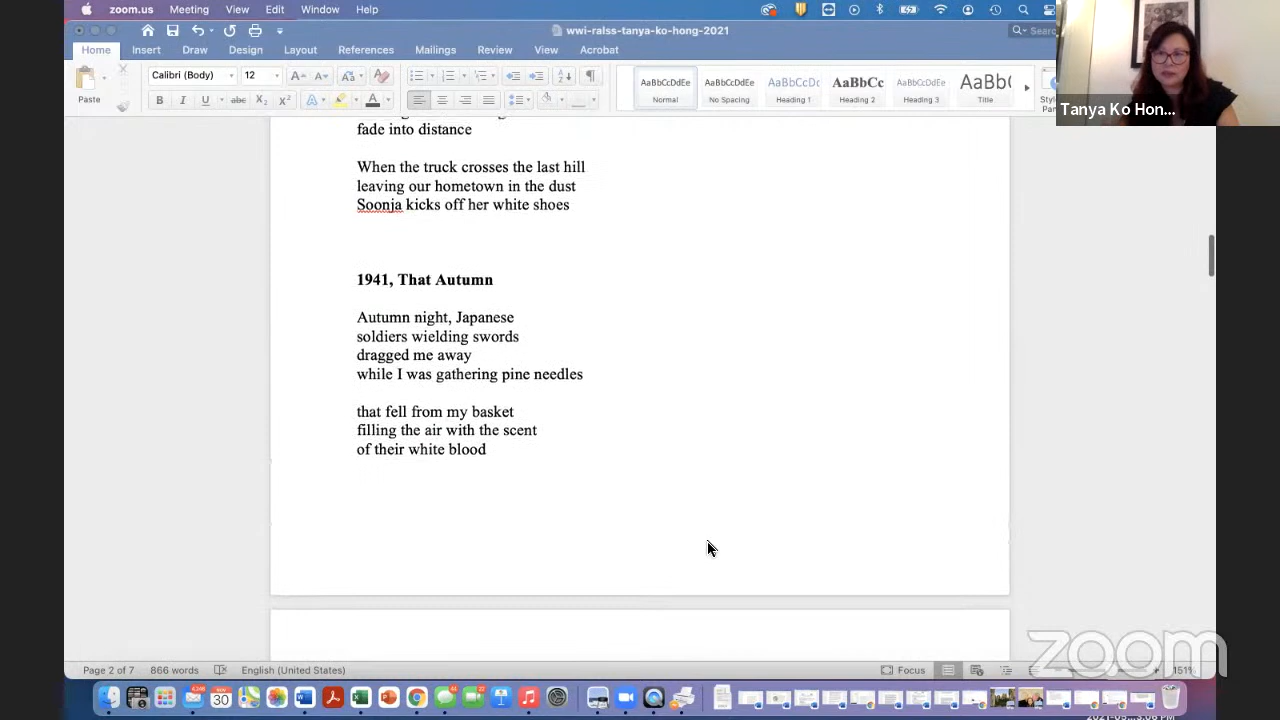 zoom.us Meeting View Edit Window Help
wwi-ralss-tanya-ko-hong-2021
Home Insert Draw Design Layout References Mailings Review View Acrobat
Paste Calibri (Body) 12
AaBbCcDdEe AaBbCcDdEe AaBbCcDc AaBbCc AaBbCcDdEe AaBb(
Normal No Spacing Heading 1 Heading 2 Heading 3 Title
Tanya Ko Hon...
fade into distance
When the truck crosses the last hill
leaving our hometown in the dust
Soonja kicks off her white shoes
1941, That Autumn
Autumn night, Japanese
soldiers wielding swords
dragged me away
while I was gathering pine needles
that fell from my basket
filling the air with the scent
of their white blood
zoom
Page 2 of 7 866 words English (United States) Focus 151%